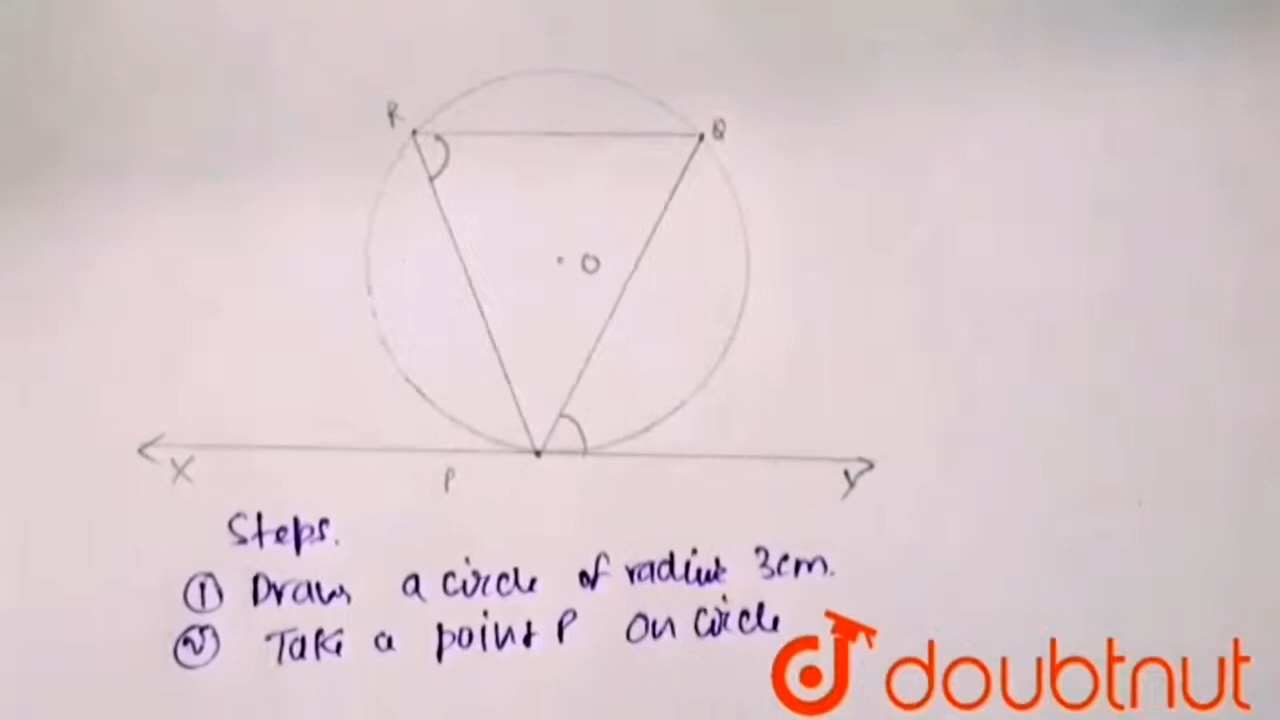 R
Q
O
X
P
Y
Steps.
① Draw a circle of radius 3cm.
② Take a point P on circle
doubtnut